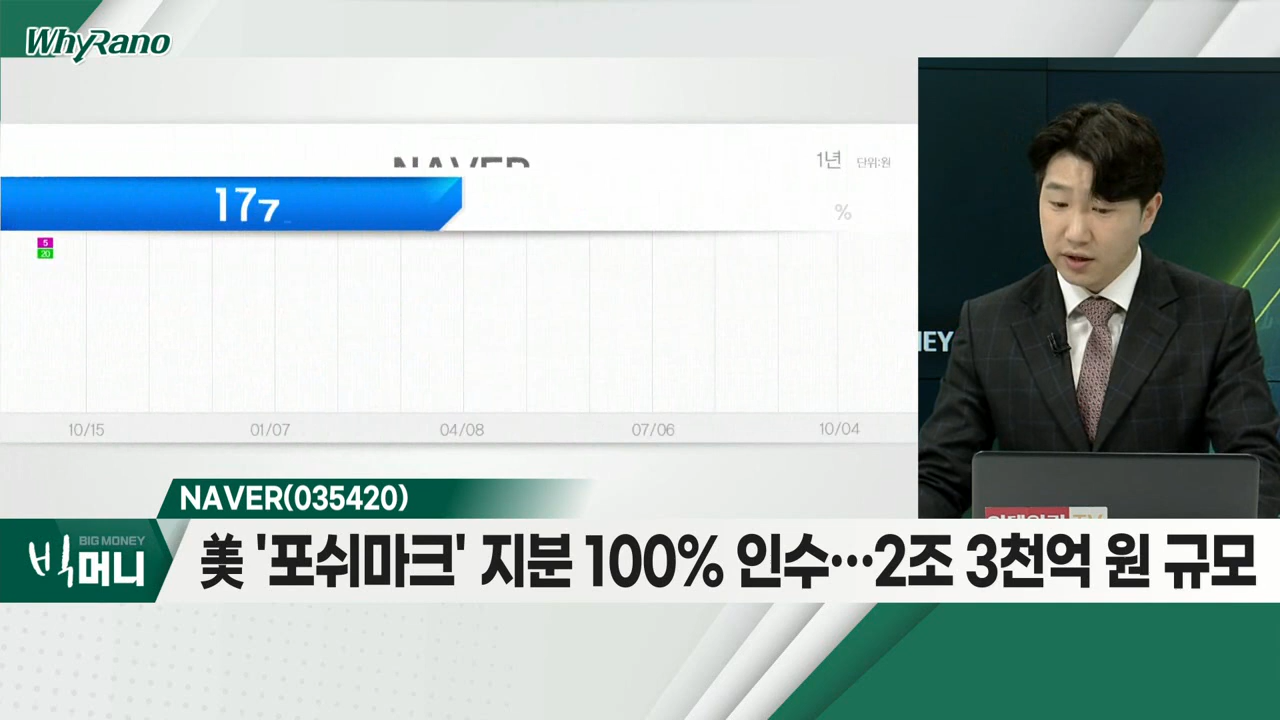 WhyRano
NAVER
1년 단위:원
177
%
5
20
10/15 01/07 04/08 07/06 10/04
NAVER(035420)
BIG MONEY
빅머니
美 '포쉬마크' 지분 100% 인수…2조 3천억 원 규모